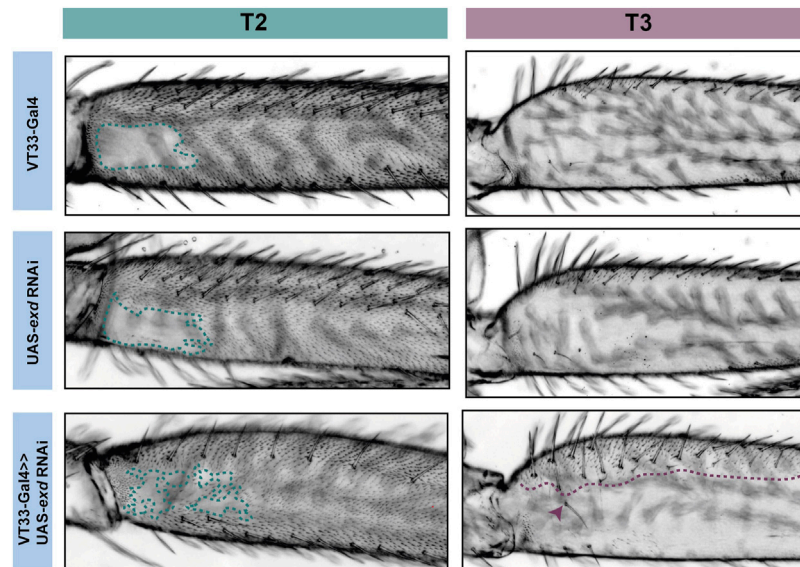 T2
T3
VT33-Gal4
UAS-exd RNAi
VT33-Gal4>>
UAS-exd RNAi